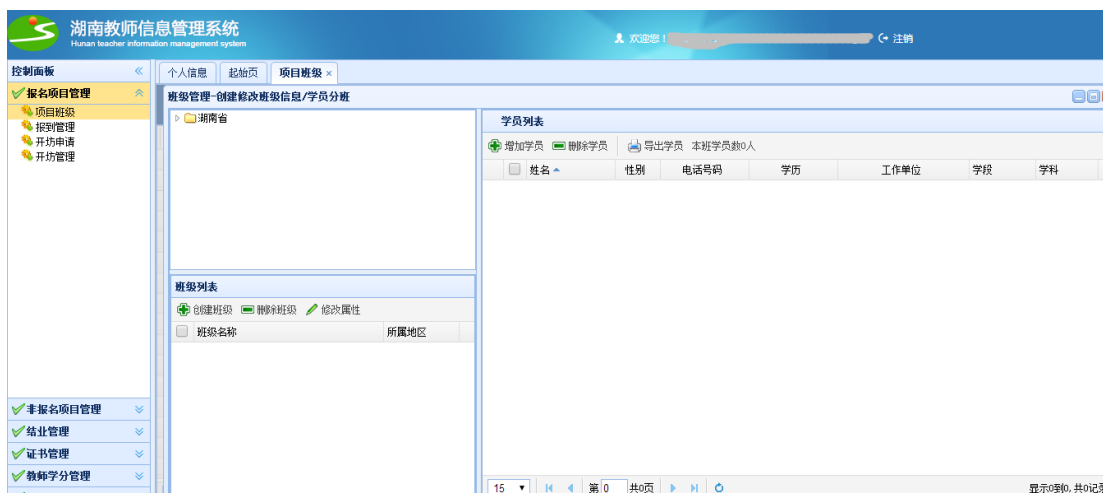 湖南教师信息管理系统
Hunan teacher information management system
欢迎您!
注销
控制面板
个人信息
起始页
项目班级
报名项目管理
项目班级
报到管理
开坊申请
开坊管理
非报名项目管理
结业管理
证书管理
教师学分管理
班级管理-创建修改班级信息/学员分班
湖南省
班级列表
创建班级 删除班级 修改属性
班级名称 所属地区
学员列表
增加学员 删除学员 导出学员 本班学员数0人
姓名 性别 电话号码 学历 工作单位 学段 学科
15 第 0 共0页 显示0到0, 共0记录